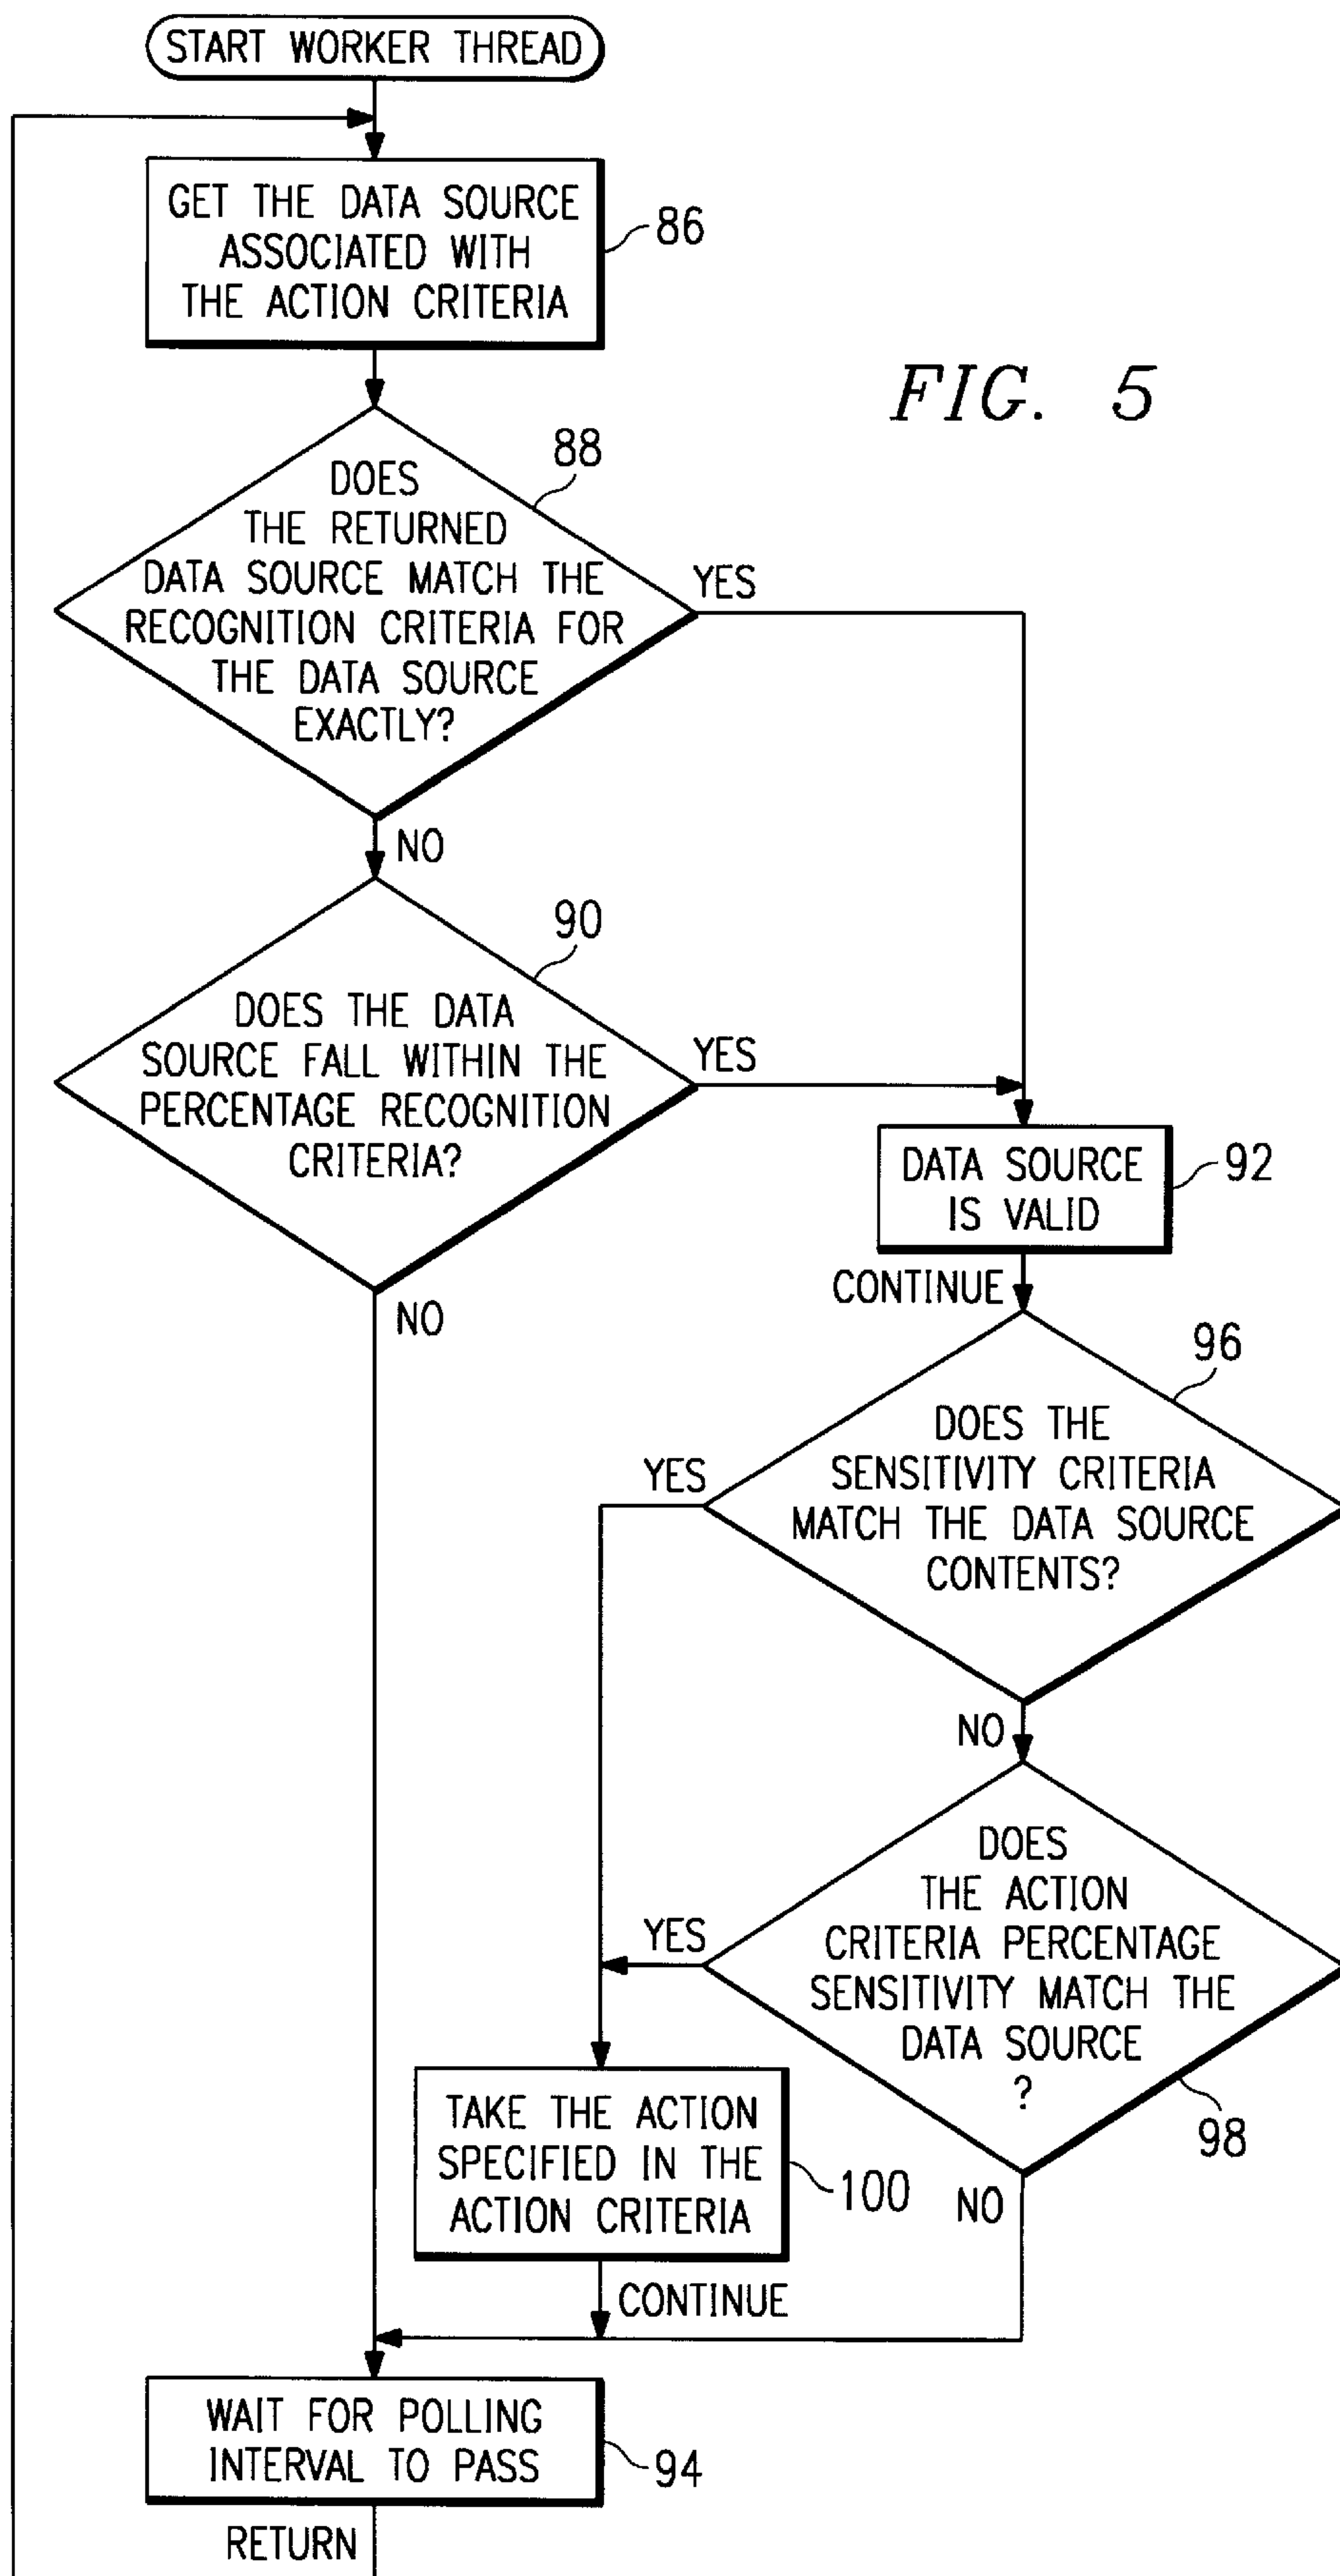 START WORKER THREAD
GET THE DATA SOURCE
ASSOCIATED WITH
THE ACTION CRITERIA
86
FIG. 5
88
DOES
THE RETURNED
DATA SOURCE MATCH THE
RECOGNITION CRITERIA FOR
THE DATA SOURCE
EXACTLY?
YES
NO
90
DOES THE DATA
SOURCE FALL WITHIN THE
PERCENTAGE RECOGNITION
CRITERIA?
YES
NO
DATA SOURCE
IS VALID
92
CONTINUE
96
DOES THE
SENSITIVITY CRITERIA
MATCH THE DATA SOURCE
CONTENTS?
YES
NO
DOES
THE ACTION
CRITERIA PERCENTAGE
SENSITIVITY MATCH THE
DATA SOURCE
?
YES
98
NO
TAKE THE ACTION
SPECIFIED IN THE
ACTION CRITERIA
100
CONTINUE
WAIT FOR POLLING
INTERVAL TO PASS
94
RETURN